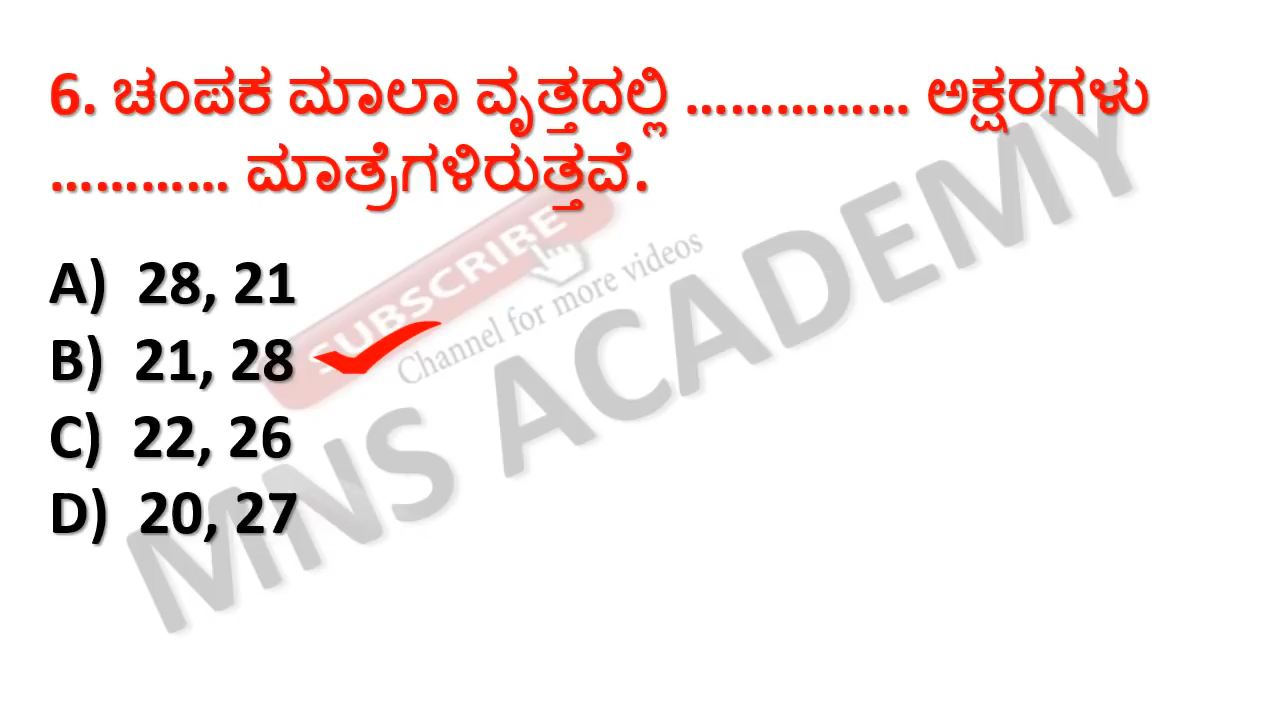 6. ಚಂಪಕ ಮಾಲಾ ವೃತ್ತದಲ್ಲಿ …………… ಅಕ್ಷರಗಳು
………… ಮಾತ್ರೆಗಳಿರುತ್ತವೆ.
A) 28, 21
B) 21, 28
C) 22, 26
D) 20, 27
SUBSCRIBE
Channel for more videos
MNS ACADEMY